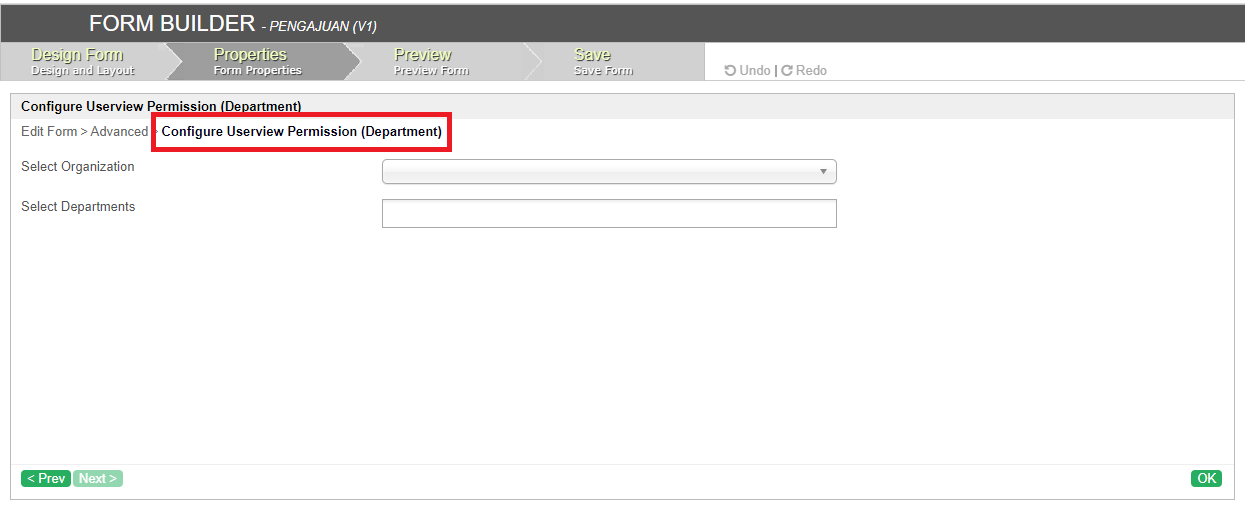 FORM BUILDER - PENGAJUAN (V1)
Design Form
Design and Layout
Properties
Form Properties
Preview
Preview Form
Save
Save Form
Undo | Redo
Configure Userview Permission (Department)
Edit Form > Advanced > Configure Userview Permission (Department)
Select Organization
Select Departments
< Prev Next > OK